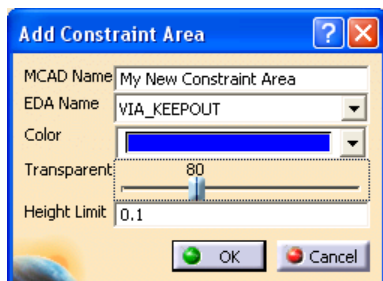 Add Constraint Area
MCAD Name My New Constraint Area
EDA Name VIA_KEEPOUT
Color
Transparent 80
Height Limit 0.1
OK Cancel